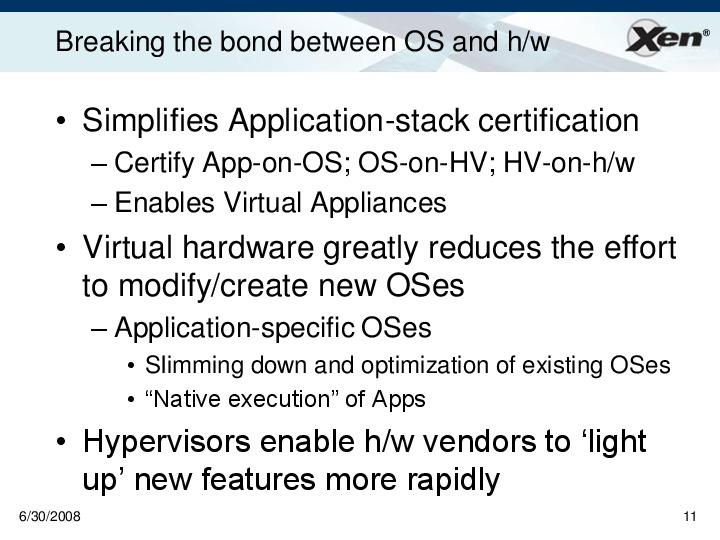 Breaking the bond between OS and h/w
Xen®
• Simplifies Application-stack certification
– Certify App-on-OS; OS-on-HV; HV-on-h/w
– Enables Virtual Appliances
• Virtual hardware greatly reduces the effort
to modify/create new OSes
– Application-specific OSes
• Slimming down and optimization of existing OSes
• “Native execution” of Apps
• Hypervisors enable h/w vendors to ‘light
up’ new features more rapidly
6/30/2008
11